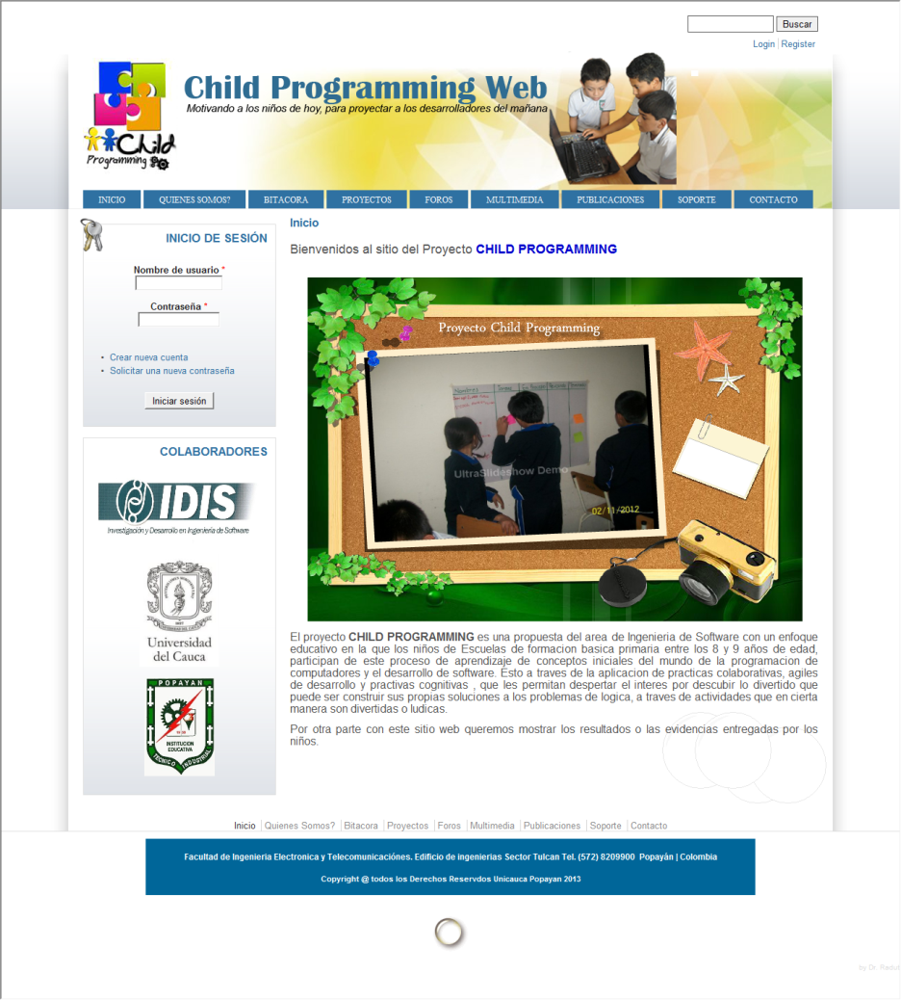 Buscar
Login Register
Child Programming Web
Motivando a los niños de hoy, para proyectar a los desarrolladores del mañana
Child
Programming
INICIO QUIENES SOMOS? BITACORA PROYECTOS FOROS MULTIMEDIA PUBLICACIONES SOPORTE CONTACTO
INICIO DE SESIÓN
Nombre de usuario *
Contraseña *
• Crear nueva cuenta
• Solicitar una nueva contraseña
Iniciar sesión
COLABORADORES
IDIS
Investigación y Desarrollo en Ingeniería de Software
Universidad
del Cauca
POPAYAN
INSTITUCION
EDUCATIVA
TECNICO INDUSTRIAL
Inicio
Bienvenidos al sitio del Proyecto CHILD PROGRAMMING
Proyecto Child Programming
UltraSlideshow Demo
02/11/2012
El proyecto CHILD PROGRAMMING es una propuesta del area de Ingenieria de Software con un enfoque
educativo en la que los niños de Escuelas de formacion basica primaria entre los 8 y 9 años de edad,
participan de este proceso de aprendizaje de conceptos iniciales del mundo de la programacion de
computadores y el desarrollo de software. Esto a traves de la aplicacion de practicas colaborativas, agiles
de desarrollo y practivas cognitivas , que les permitan despertar el interes por descubir lo divertido que
puede ser construir sus propias soluciones a los problemas de logica, a traves de actividades que en cierta
manera son divertidas o ludicas.
Por otra parte con este sitio web queremos mostrar los resultados o las evidencias entregadas por los
niños.
Inicio Quienes Somos? Bitacora Proyectos Foros Multimedia Publicaciones Soporte Contacto
Facultad de Ingenieria Electronica y Telecomunicaciónes. Edificio de ingenierias Sector Tulcan Tel. (572) 8209900 Popayán | Colombia
Copyright @ todos los Derechos Reservdos Unicauca Popayan 2013
by Dr. Radut